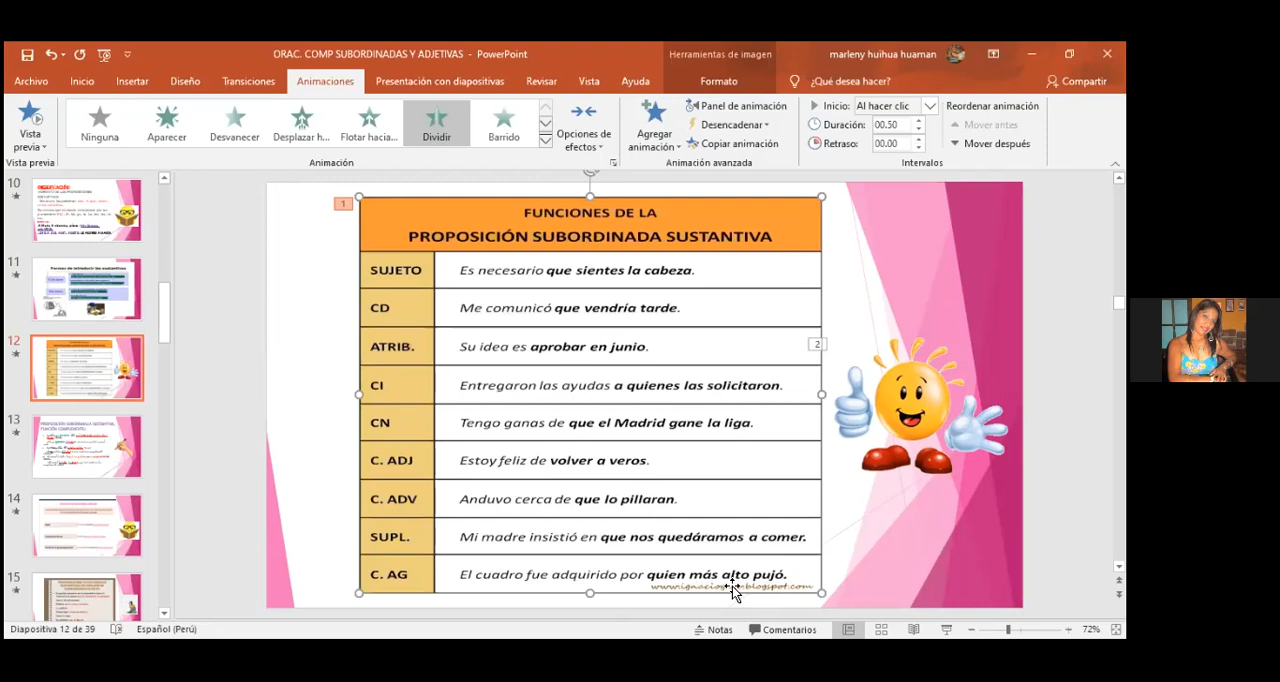 ORAC. COMP SUBORDINADAS Y ADJETIVAS - PowerPoint
Herramientas de imagen
marleny huihua huaman
Archivo Inicio Insertar Diseño Transiciones Animaciones Presentación con diapositivas Revisar Vista Ayuda Formato ¿Qué desea hacer? Compartir
Vista previa
Ninguna Aparecer Desvanecer Desplazar h... Flotar hacia... Dividir Barrido
Opciones de efectos
Agregar animación
Panel de animación
Desencadenar
Copiar animación
Inicio: Al hacer clic
Duración: 00.50
Retraso: 00.00
Reordenar animación
Mover antes
Mover después
Vista previa Animación Animación avanzada Intervalos
10
11
12
13
14
15
1
FUNCIONES DE LA
PROPOSICIÓN SUBORDINADA SUSTANTIVA
SUJETO Es necesario que sientes la cabeza.
CD Me comunicó que vendría tarde.
ATRIB. Su idea es aprobar en junio.
2
CI Entregaron las ayudas a quienes las solicitaron.
CN Tengo ganas de que el Madrid gane la liga.
C. ADJ Estoy feliz de volver a veros.
C. ADV Anduvo cerca de que lo pillaran.
SUPL. Mi madre insistió en que nos quedáramos a comer.
C. AG El cuadro fue adquirido por quien más alto pujó.
Diapositiva 12 de 39 Español (Perú) Notas Comentarios 72%